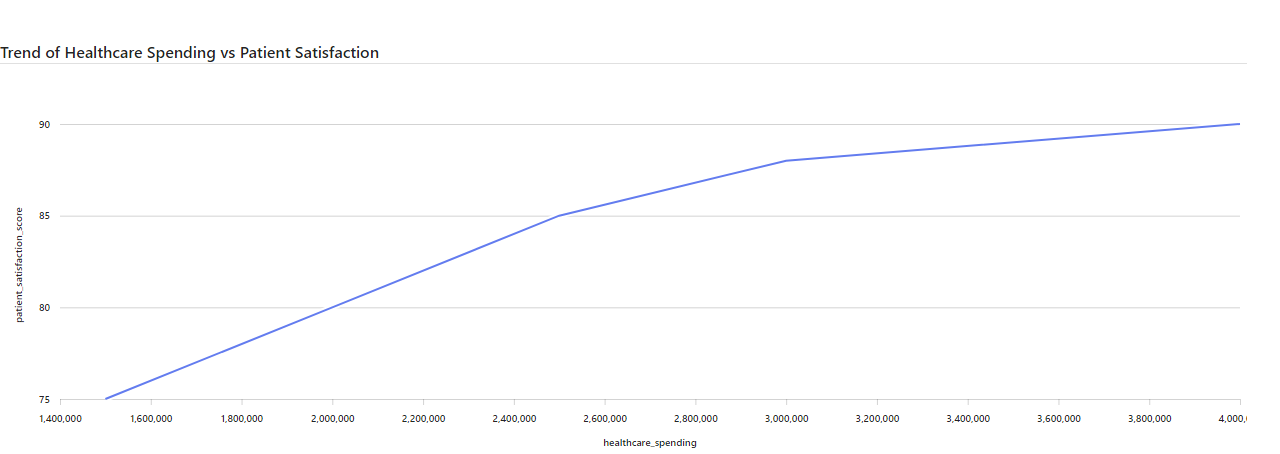 Trend of Healthcare Spending vs Patient Satisfaction
90
85
80
75
patient_satisfaction_score
1,400,000 1,600,000 1,800,000 2,000,000 2,200,000 2,400,000 2,600,000 2,800,000 3,000,000 3,200,000 3,400,000 3,600,000 3,800,000 4,000,
healthcare_spending